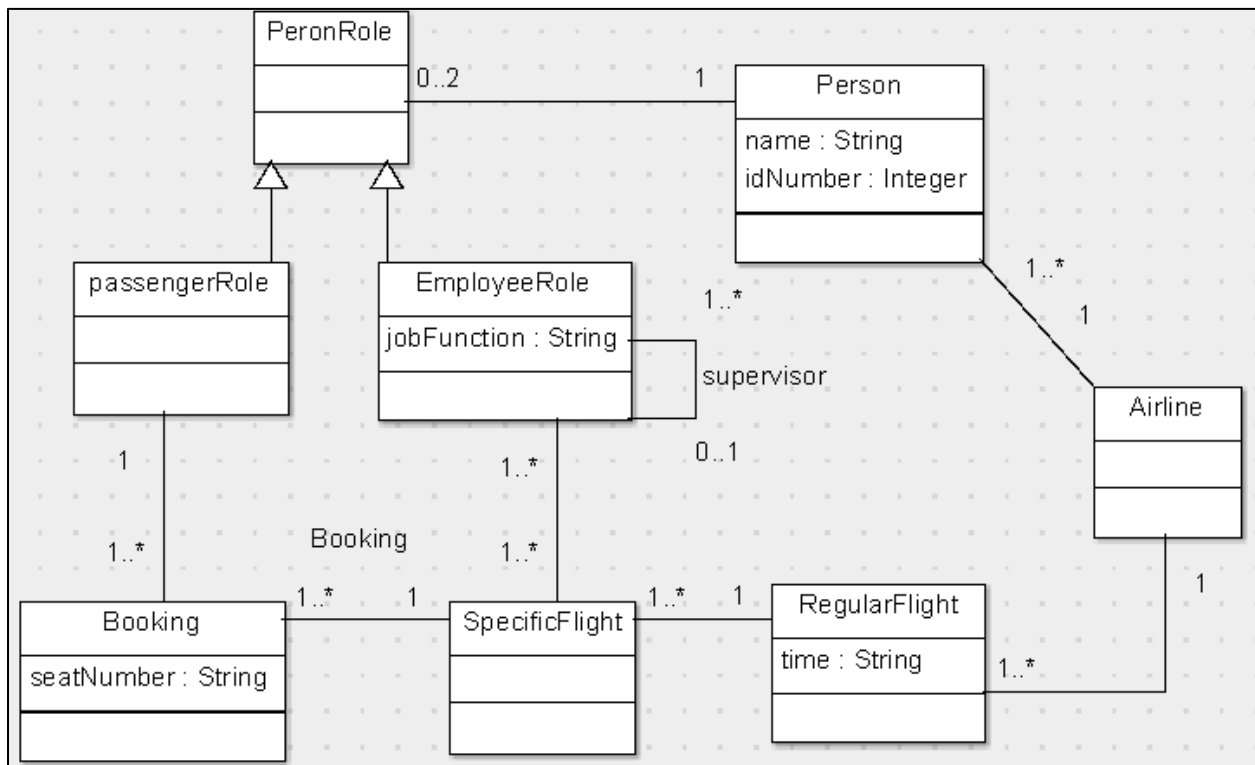 PeronRole
0..2
1
Person
name : String
idNumber : Integer
passengerRole
EmployeeRole
jobFunction : String
1..*
supervisor
0..1
1..*
1
Airline
1
1..*
1..*
1..*
Booking
1..*
1
1..*
1
1
1..*
Booking
seatNumber : String
SpecificFlight
RegularFlight
time : String